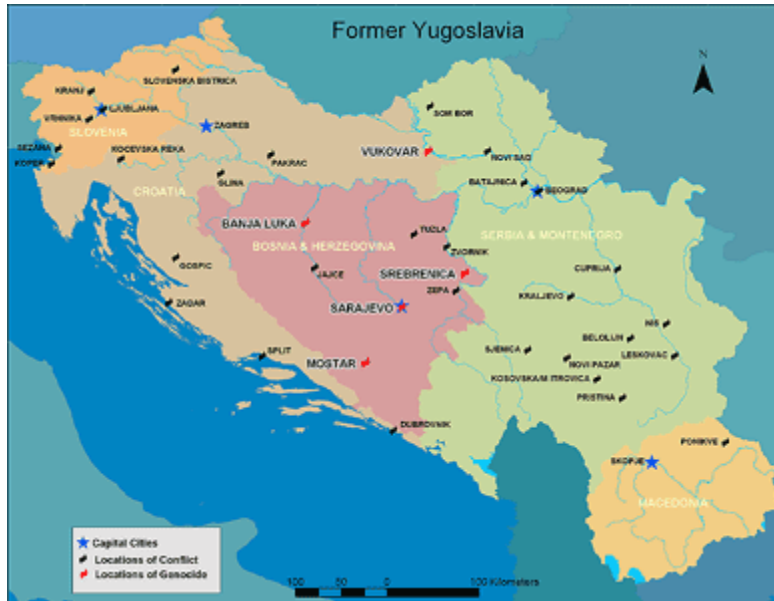 Former Yugoslavia
N
SLOVENSKA BISTRICA
KRANJ
LJUBLJANA
VRHNIKA
SLOVENIA
ZAGREB
SEZANA
KOPER
KOCEVSKA REKA
PAKRAC
GLINA
CROATIA
SOM BOR
VUKOVAR
NOVI SAD
BATAJNICA
BEOGRAD
BANJA LUKA
BOSNIA & HERZEGOVINA
TUZLA
SERBIA & MONTENEGRO
ZVORNIK
GOSPIC
JAJCE
SREBRENICA
CUPRIJA
ZEPA
KRALJEVO
ZADAR
SARAJEVO
NIS
BELOLJIN
SPLIT
MOSTAR
SJENICA
NOVI PAZAR
LESKOVAC
KOSOVSKA MITROVICA
PRISTINA
DUBROVNIK
PONIKVE
SKOPJE
MACEDONIA
Capital Cities
Locations of Conflict
Locations of Genocide
100 50 0 100 Kilometers